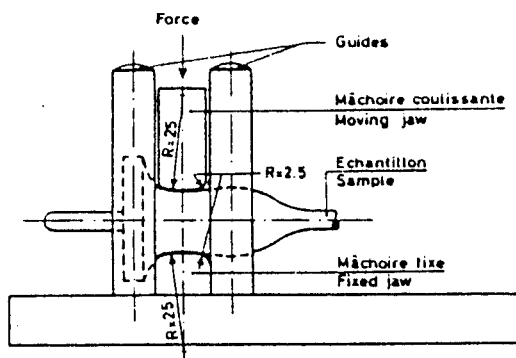 Force
Guides
R=25
Mâchoire coulissante
Moving jaw
R=2.5
Echantillon
Sample
Mâchoire fixe
Fixed jaw
R=25